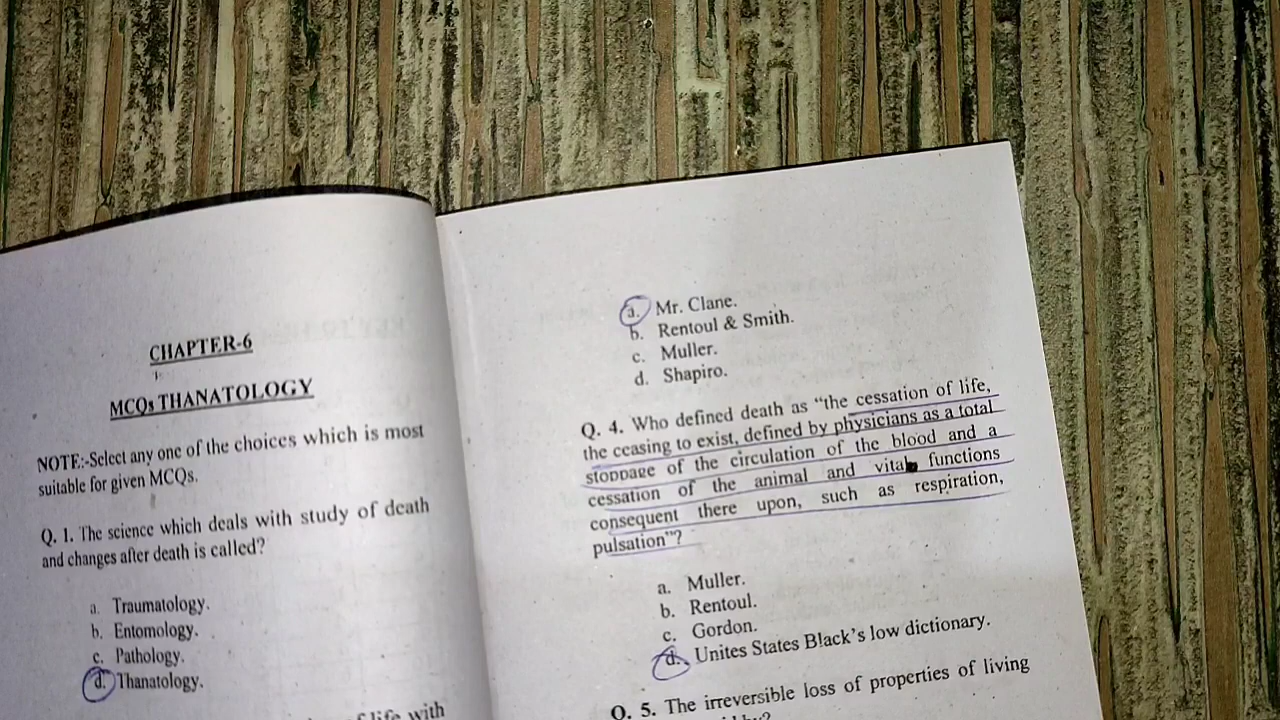 CHAPTER-6
MCQs THANATOLOGY
NOTE:-Select any one of the choices which is most
suitable for given MCQs.
Q. 1. The science which deals with study of death
and changes after death is called?
a. Traumatology.
b. Entomology.
c. Pathology.
d. Thanatology.
life with
a. Mr. Clane.
b. Rentoul & Smith.
c. Muller.
d. Shapiro.
Q. 4. Who defined death as “the cessation of life,
the ceasing to exist, defined by physicians as a total
stoppage of the circulation of the blood and a
cessation of the animal and vital functions
consequent there upon, such as respiration,
pulsation”?
a. Muller.
b. Rentoul.
c. Gordon.
d. Unites States Black’s low dictionary.
Q. 5. The irreversible loss of properties of living